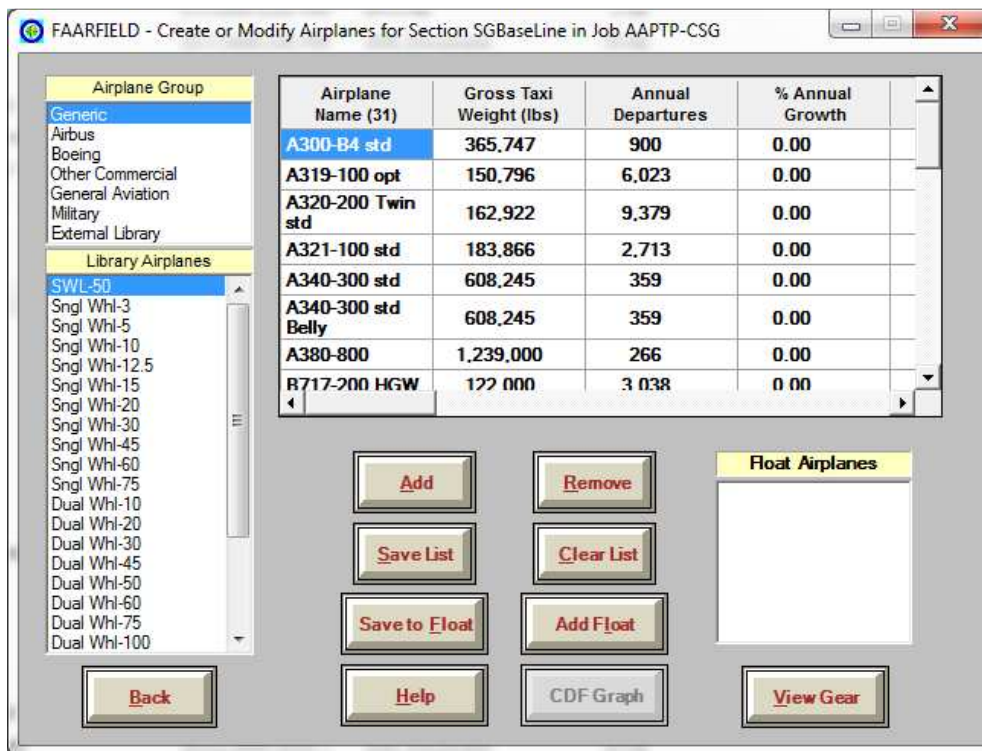 FAARFIELD - Create or Modify Airplanes for Section SGBaseLine in Job AAPTP-CSG
Airplane Group
Generic
Airbus
Boeing
Other Commercial
General Aviation
Military
External Library
Library Airplanes
SWL-50
Sngl Whl-3
Sngl Whl-5
Sngl Whl-10
Sngl Whl-12.5
Sngl Whl-15
Sngl Whl-20
Sngl Whl-30
Sngl Whl-45
Sngl Whl-60
Sngl Whl-75
Dual Whl-10
Dual Whl-20
Dual Whl-30
Dual Whl-45
Dual Whl-50
Dual Whl-60
Dual Whl-75
Dual Whl-100
Airplane Name (31) Gross Taxi Weight (lbs) Annual Departures % Annual Growth
A300-B4 std 365,747 900 0.00
A319-100 opt 150,796 6,023 0.00
A320-200 Twin std 162,922 9,379 0.00
A321-100 std 183,866 2,713 0.00
A340-300 std 608,245 359 0.00
A340-300 std Belly 608,245 359 0.00
A380-800 1,239,000 266 0.00
B717-200 HGW 122,000 3,038 0.00
Add Remove
Save List Clear List
Save to Float Add Float
Help CDF Graph
Float Airplanes
Back
View Gear